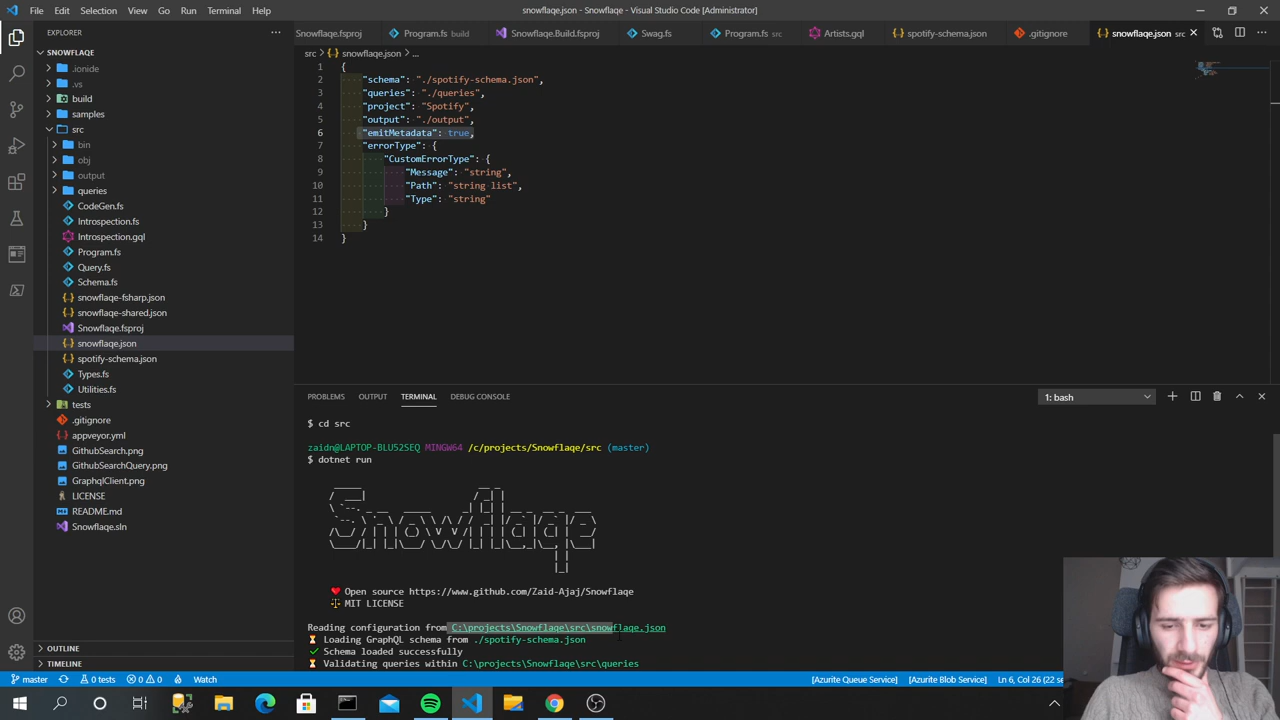 File Edit Selection View Go Run Terminal Help
snowflaqe.json - Snowflaqe - Visual Studio Code [Administrator]
EXPLORER
Snowflaqe.fsproj
Program.fs build
Snowflaqe.Build.fsproj
Swag.fs
Program.fs src
Artists.gql
spotify-schema.json
.gitignore
snowflaqe.json src
SNOWFLAQE
.ionide
.vs
build
samples
src
bin
obj
output
queries
CodeGen.fs
Introspection.fs
Introspection.gql
Program.fs
Query.fs
Schema.fs
snowflaqe-fsharp.json
snowflaqe-shared.json
Snowflaqe.fsproj
snowflaqe.json
spotify-schema.json
Types.fs
Utilities.fs
tests
.gitignore
appveyor.yml
GithubSearch.png
GithubSearchQuery.png
GraphqlClient.png
LICENSE
README.md
Snowflaqe.sln
OUTLINE
TIMELINE
src > snowflaqe.json > ...
1 {
2 "schema": "./spotify-schema.json",
3 "queries": "./queries",
4 "project": "Spotify",
5 "output": "./output",
6 "emitMetadata": true,
7 "errorType": {
8 "CustomErrorType": {
9 "Message": "string",
10 "Path": "string list",
11 "Type": "string"
12 }
13 }
14 }
PROBLEMS OUTPUT TERMINAL DEBUG CONSOLE
1: bash
$ cd src
zaidn@LAPTOP-BLU52SEQ MINGW64 /c/projects/Snowflaqe/src (master)
$ dotnet run
Snowflaqe
Open source https://www.github.com/Zaid-Ajaj/Snowflaqe
MIT LICENSE
Reading configuration from C:\projects\Snowflaqe\src\snowflaqe.json
Loading GraphQL schema from ./spotify-schema.json
Schema loaded successfully
Validating queries within C:\projects\Snowflaqe\src\queries
master 0 tests 0 0 Watch
[Azurite Queue Service] [Azurite Blob Service] Ln 6, Col 26 (22 se